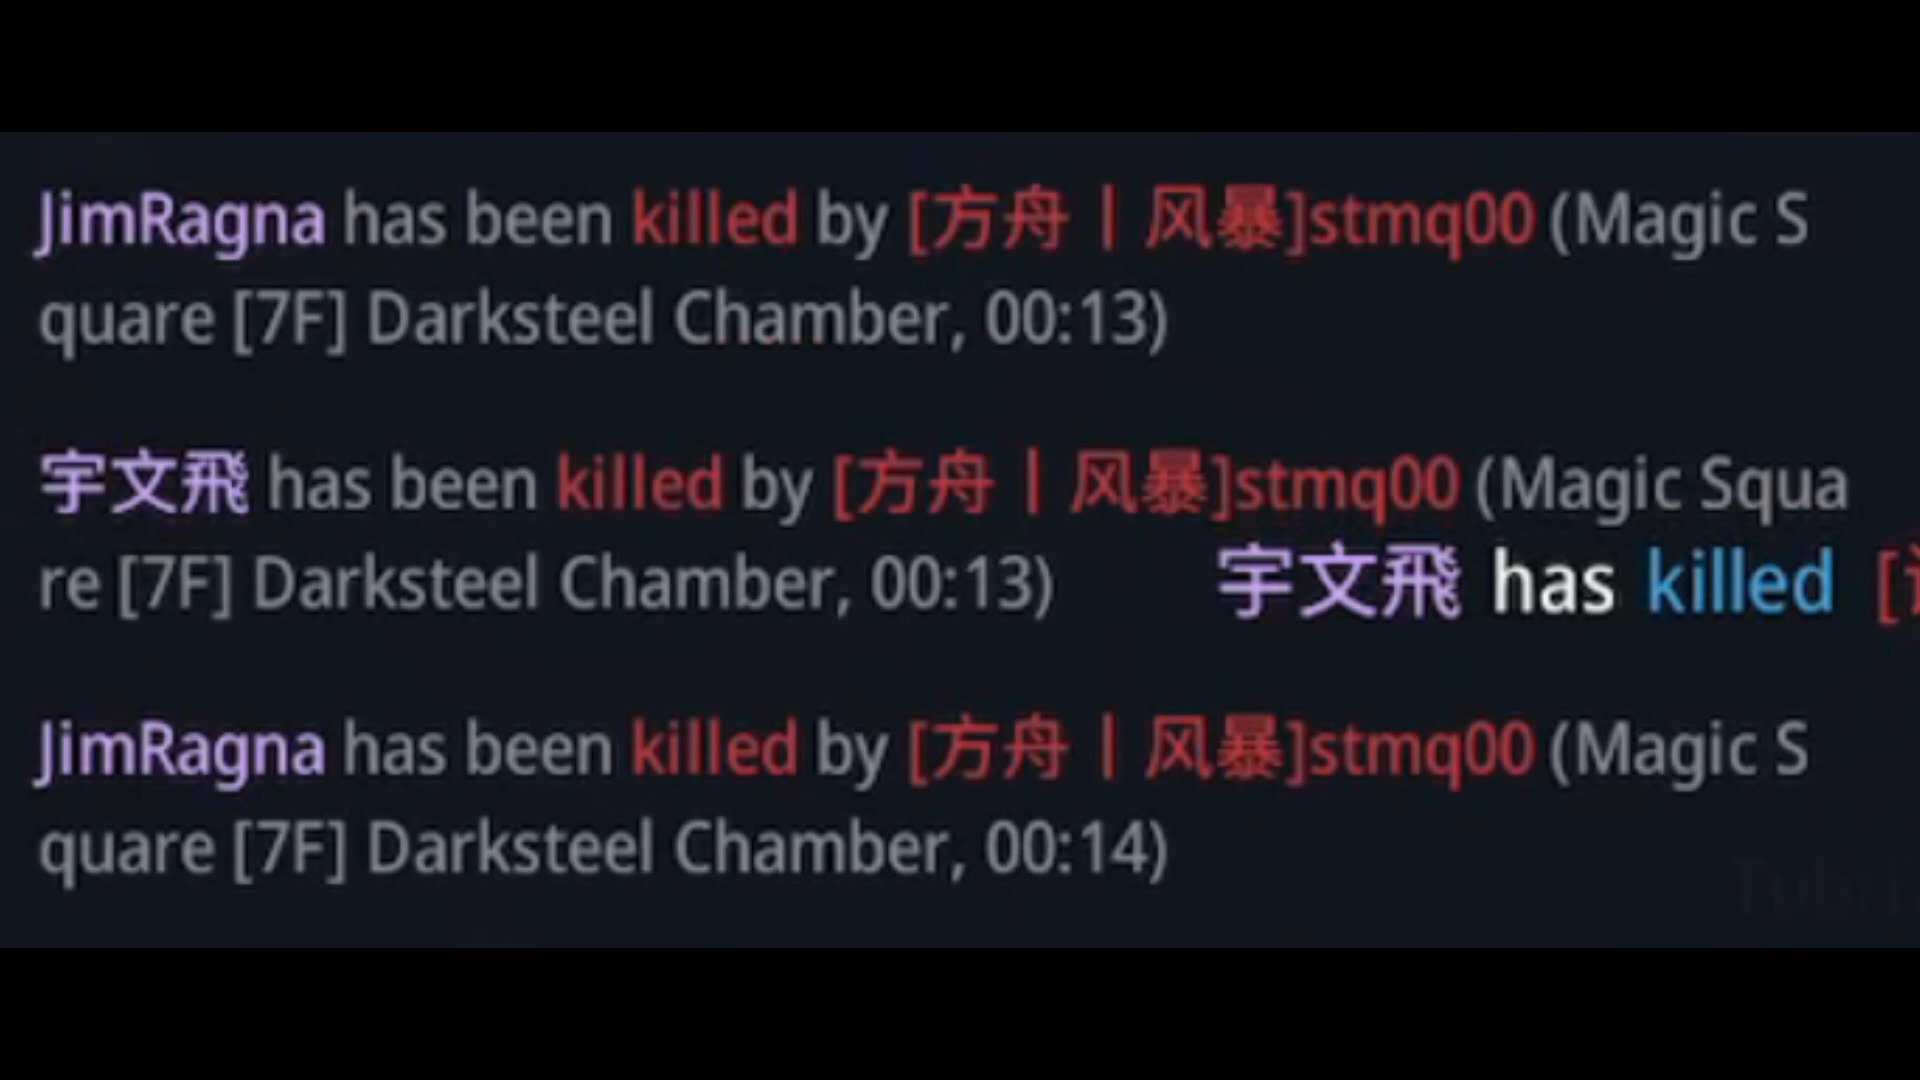 JimRagna has been killed by [方舟丨风暴]stmq00 (Magic S
quare [7F] Darksteel Chamber, 00:13)
宇文飛 has been killed by [方舟丨风暴]stmq00 (Magic Squa
re [7F] Darksteel Chamber, 00:13)
宇文飛 has killed [
JimRagna has been killed by [方舟丨风暴]stmq00 (Magic S
quare [7F] Darksteel Chamber, 00:14)